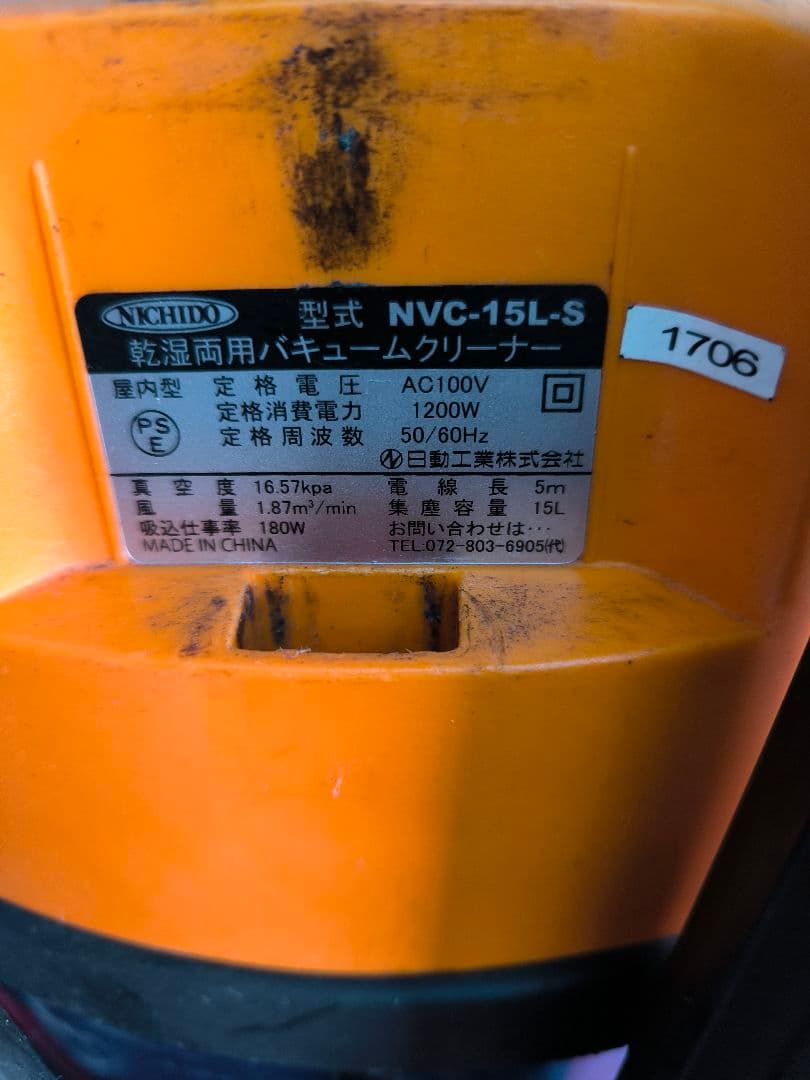 NICHIDO 型式 NVC-15L-S
乾湿両用バキュームクリーナー
1706
屋内型 定格電圧 AC100V
定格消費電力 1200W
PSE 定格周波数 50/60Hz
日動工業株式会社
真空度 16.57kpa 電線長 5m
風量 1.87m³/min 集塵容量 15L
吸込仕事率 180W お問い合わせは…
MADE IN CHINA TEL:072-803-6905㈹